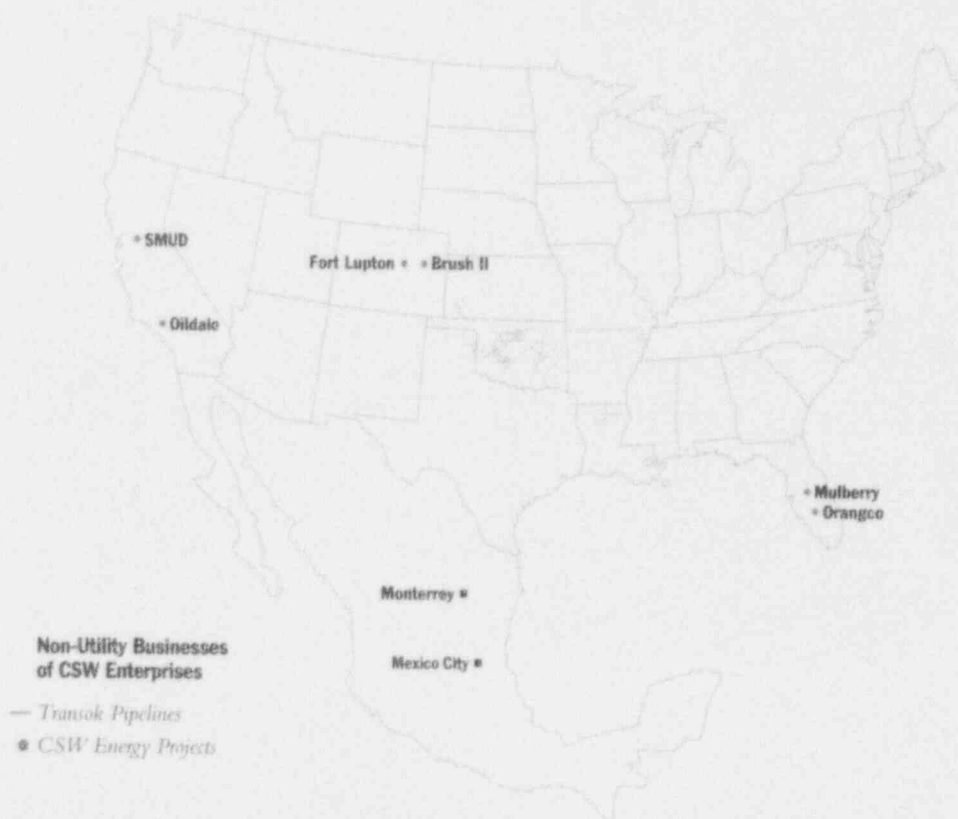 SMUD
Fort Lupton
Brush II
Oildale
Mulberry
Orangco
Monterrey
Mexico City
Non-Utility Businesses
of CSW Enterprises
Transok Pipelines
CSW Energy Projects